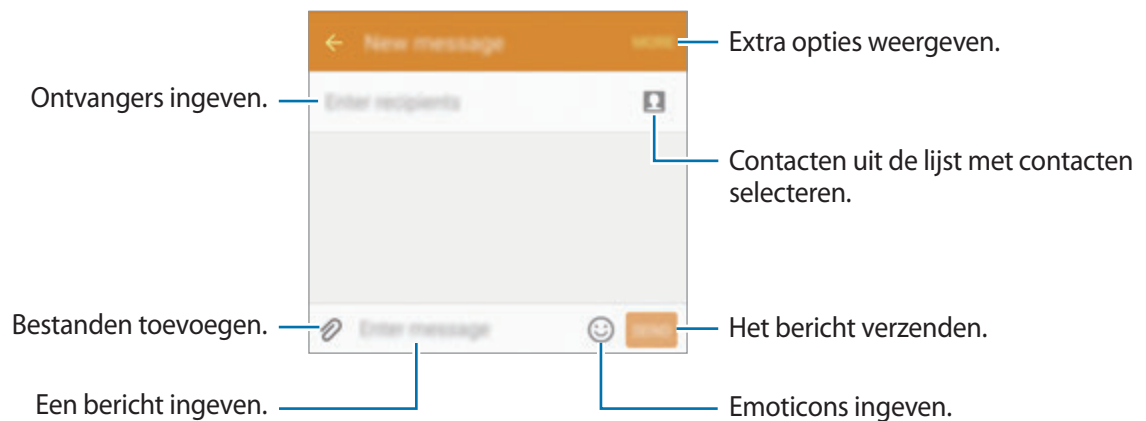 New message
MORE
Extra opties weergeven.
Ontvangers ingeven.
Enter recipients
Contacten uit de lijst met contacten
selecteren.
Bestanden toevoegen.
Enter message
SEND
Het bericht verzenden.
Een bericht ingeven.
Emoticons ingeven.